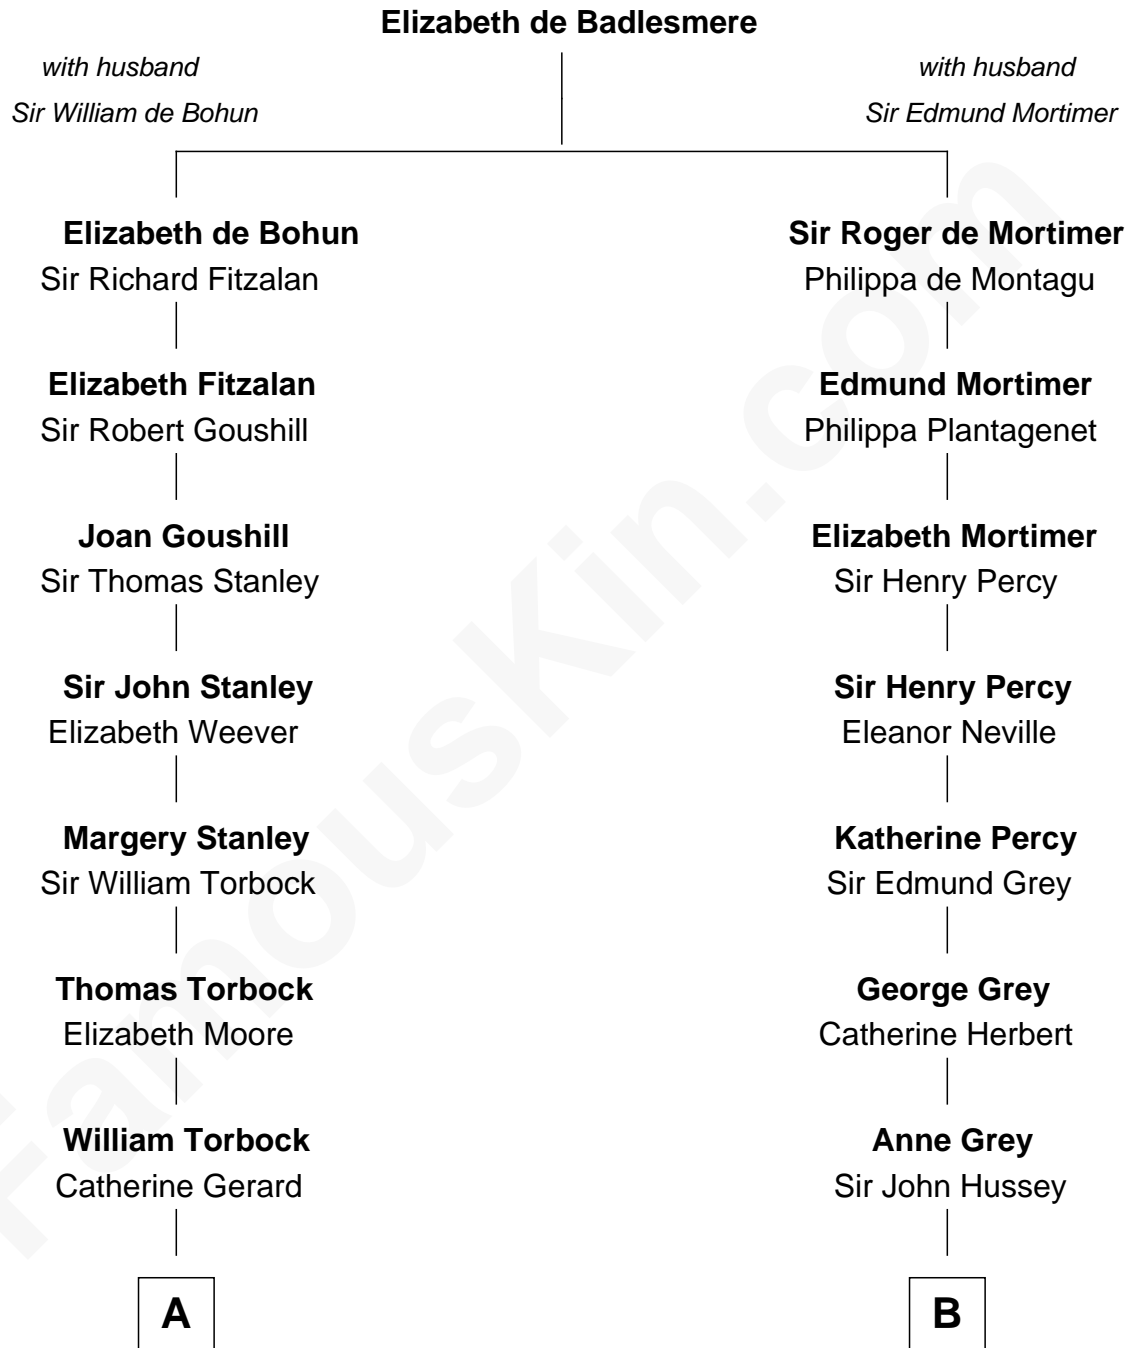 Elizabeth de Badlesmere
with husband
Sir William de Bohun
with husband
Sir Edmund Mortimer
Elizabeth de Bohun
Sir Richard Fitzalan
Sir Roger de Mortimer
Philippa de Montagu
Elizabeth Fitzalan
Sir Robert Goushill
Edmund Mortimer
Philippa Plantagenet
Joan Goushill
Sir Thomas Stanley
Elizabeth Mortimer
Sir Henry Percy
Sir John Stanley
Elizabeth Weever
Sir Henry Percy
Eleanor Neville
Margery Stanley
Sir William Torbock
Katherine Percy
Sir Edmund Grey
Thomas Torbock
Elizabeth Moore
George Grey
Catherine Herbert
William Torbock
Catherine Gerard
Anne Grey
Sir John Hussey
A
B
FamousKin.com